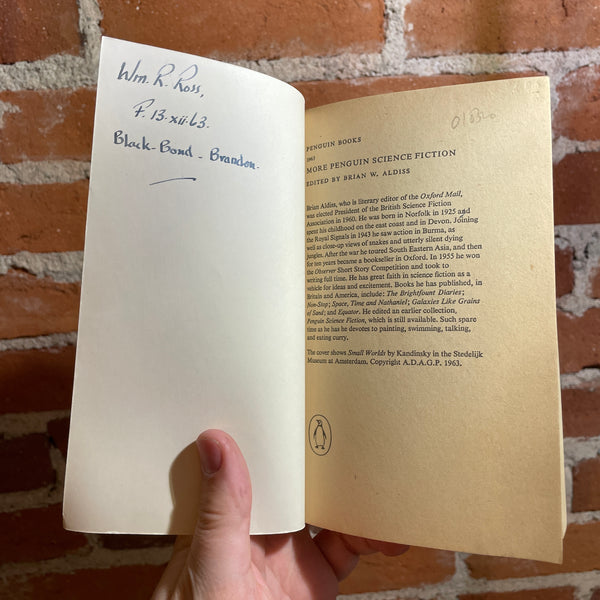 Wm. R. Ross,
F. 13.xii.63.
Black-Bond - Brandon.
PENGUIN BOOKS
1963
MORE PENGUIN SCIENCE FICTION
EDITED BY BRIAN W. ALDISS
Brian Aldiss, who is literary editor of the Oxford Mail,
was elected President of the British Science Fiction
Association in 1960. He was born in Norfolk in 1925 and
spent his childhood on the east coast and in Devon. Joining
the Royal Signals in 1943 he saw action in Burma, as
well as close-up views of snakes and utterly silent dying
jungles. After the war he toured South Eastern Asia, and then
for ten years became a bookseller in Oxford. In 1955 he won
the Observer Short Story Competition and took to
writing full time. He has great faith in science fiction as a
vehicle for ideas and excitement. Books he has published, in
Britain and America, include: The Brightfount Diaries;
Non-Stop; Space, Time and Nathaniel; Galaxies Like Grains
of Sand; and Equator. He edited an earlier collection,
Penguin Science Fiction, which is still available. Such spare
time as he has he devotes to painting, swimming, talking,
and eating curry.
The cover shows Small Worlds by Kandinsky in the Stedelijk
Museum at Amsterdam. Copyright A.D.A.G.P. 1963.